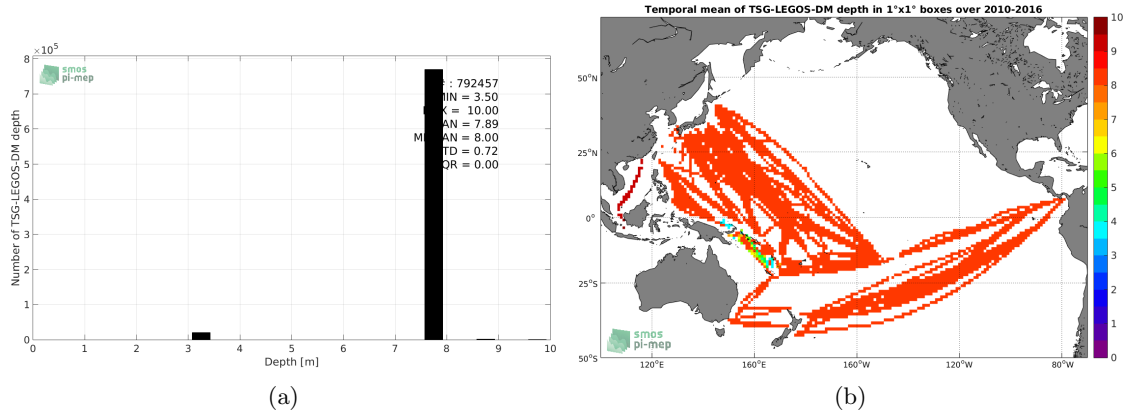 ×10⁵
smos
pi-mep
: 792457
MIN = 3.50
X = 10.00
AN = 7.89
M AN = 8.00
TD = 0.72
QR = 0.00
8
7
6
5
4
3
2
1
0
0 1 2 3 4 5 6 7 8 9 10
Number of TSG-LEGOS-DM depth
Depth [m]
(a)
Temporal mean of TSG-LEGOS-DM depth in 1°x1° boxes over 2010-2016
50°N
25°N
0°
25°S
50°S
120°E 160°E 160°W 120°W 80°W
smos
pi-mep
10
9
8
7
6
5
4
3
2
1
0
(b)